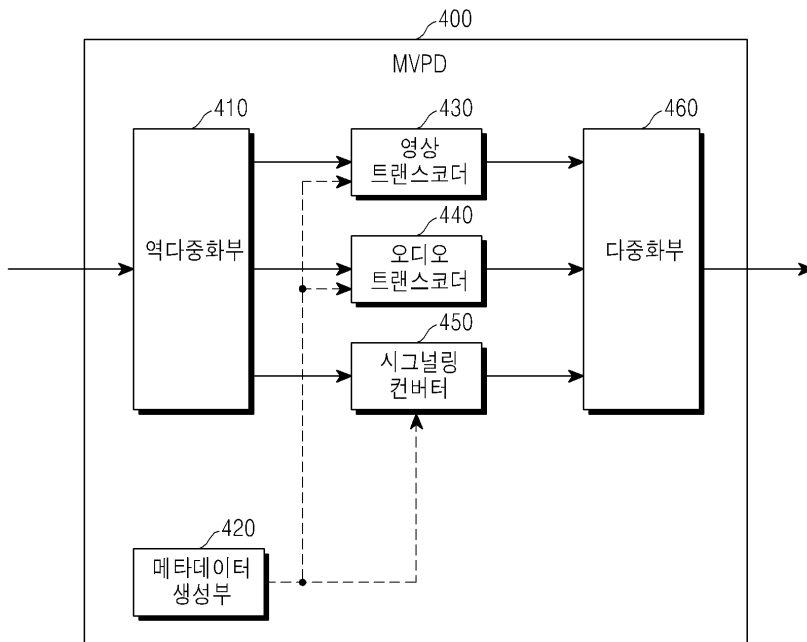 400
MVPD
410
430
460
영상
트랜스코더
440
역다중화부
오디오
트랜스코더
다중화부
450
시그널링
컨버터
420
메타데이터
생성부